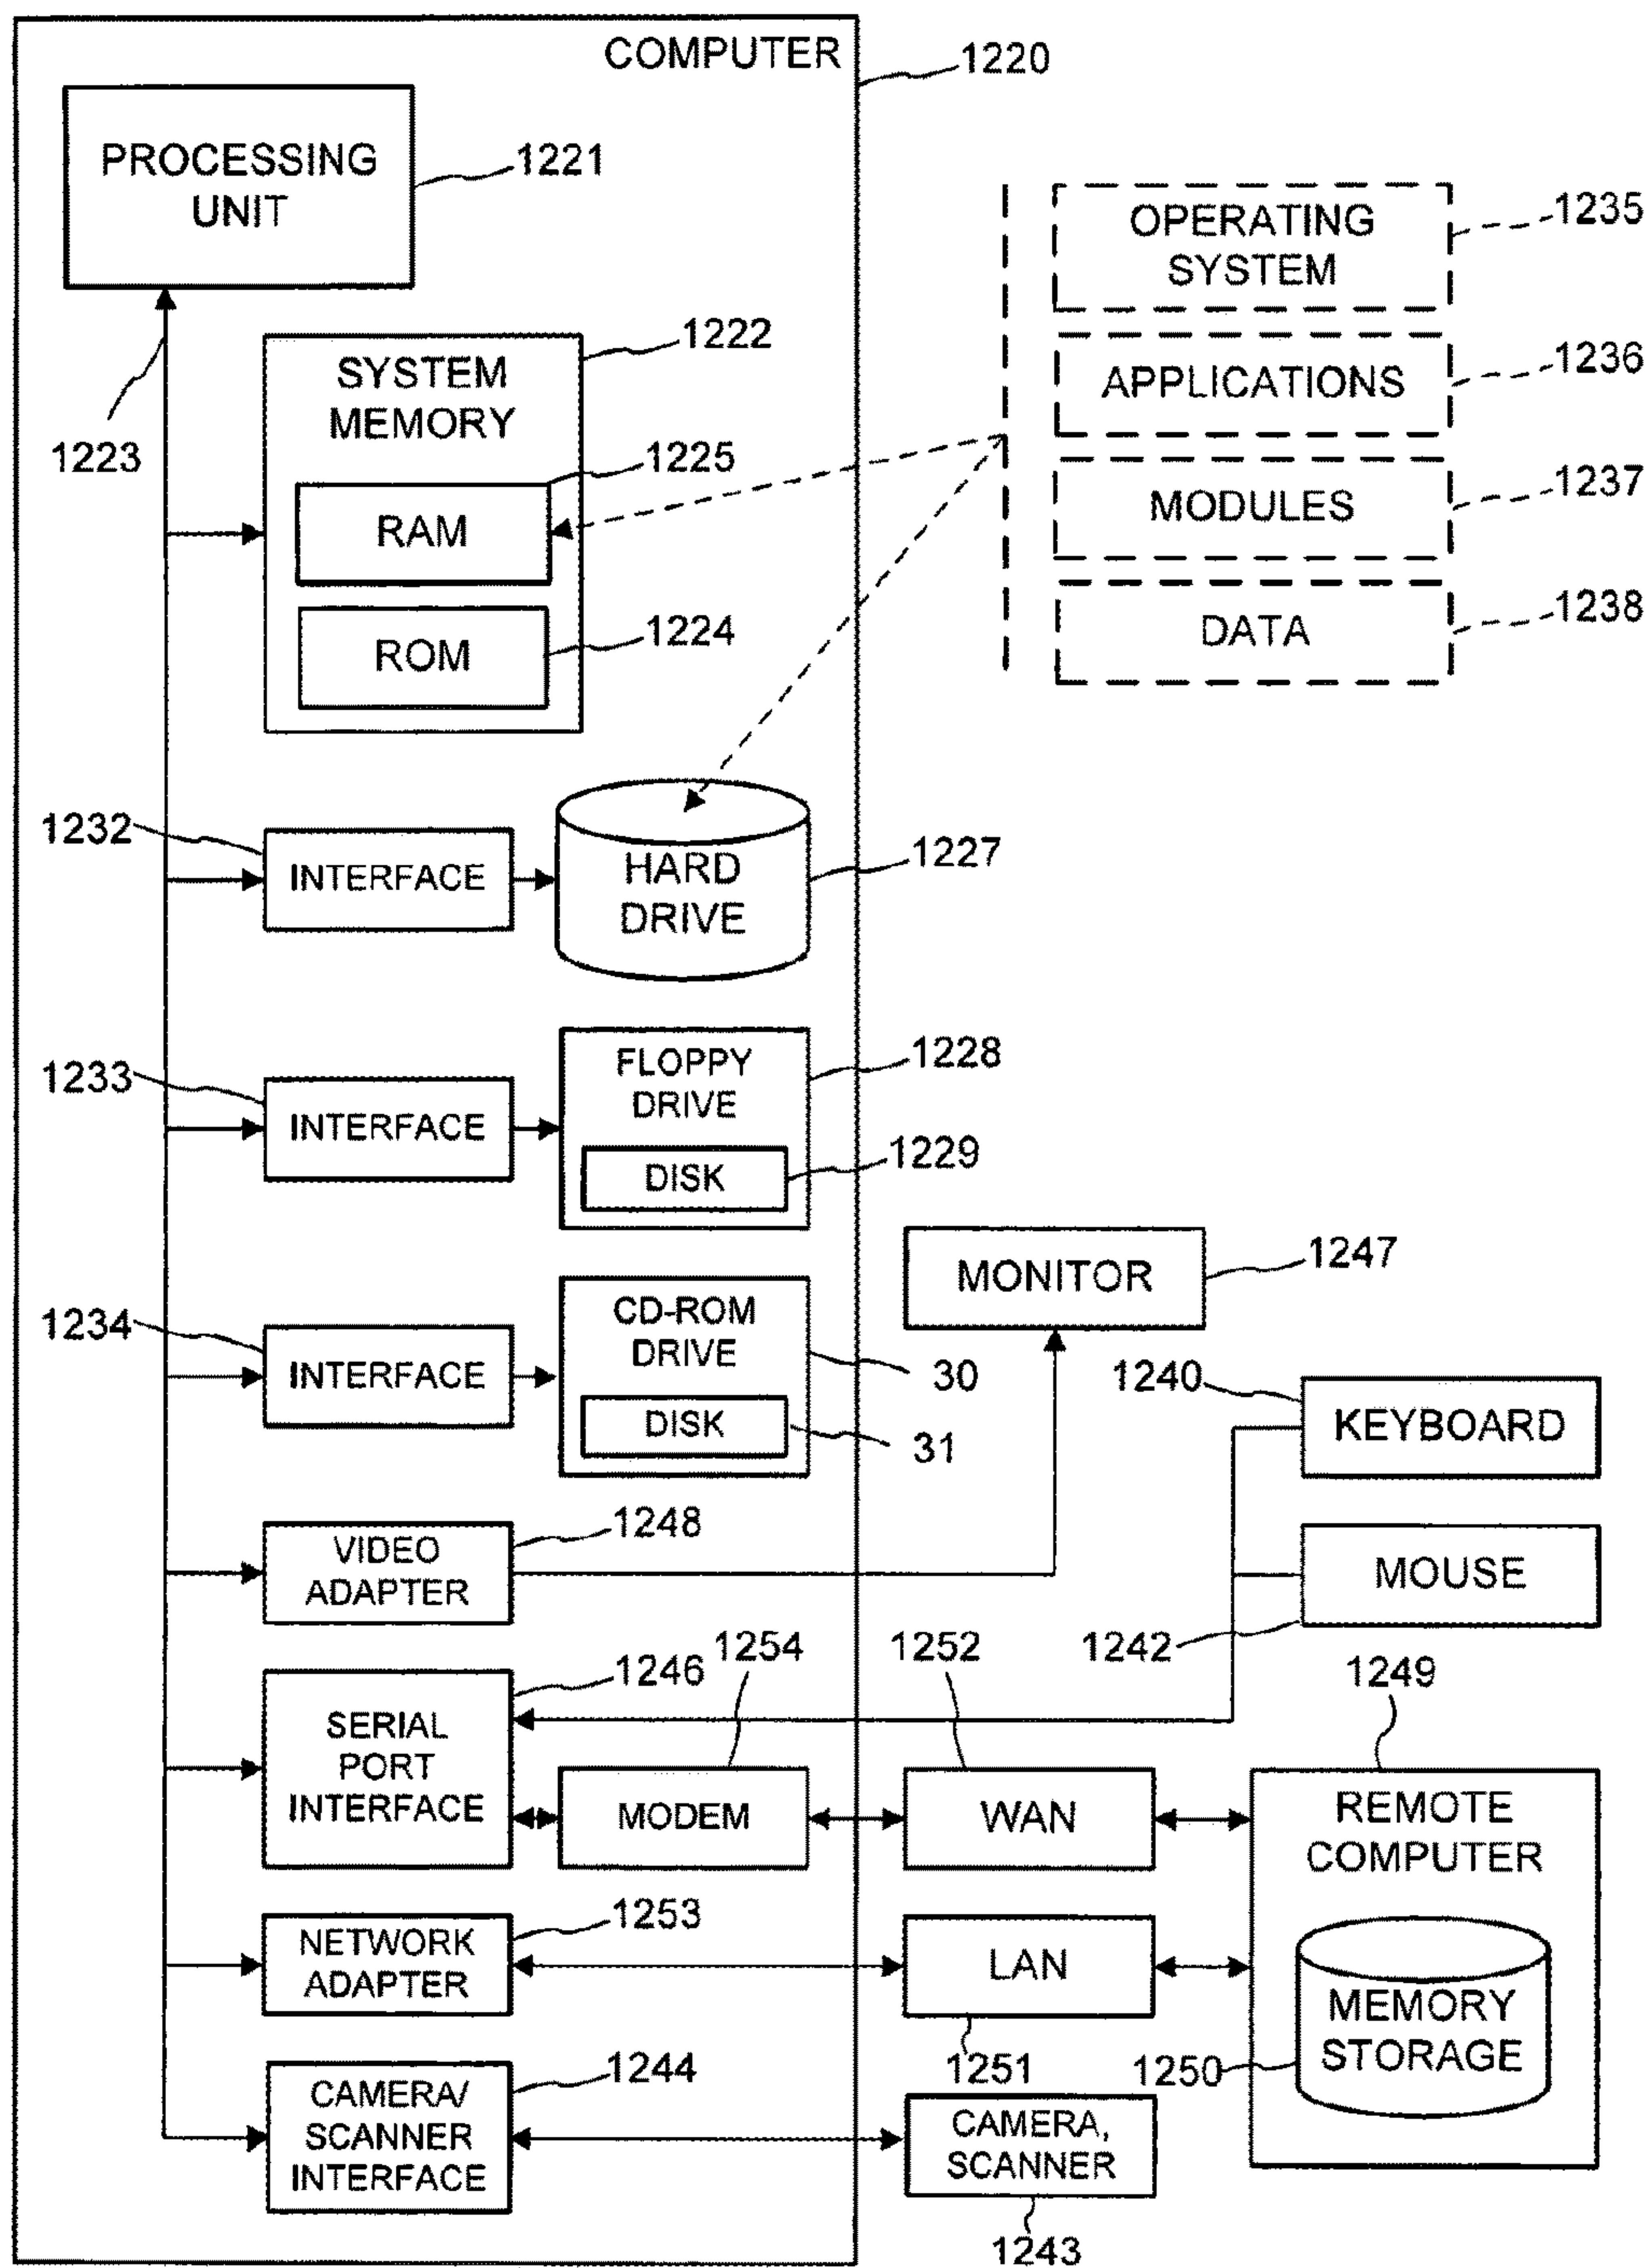 COMPUTER
1220
PROCESSING
UNIT
1221
1223
SYSTEM
MEMORY
1222
RAM
1225
ROM
1224
OPERATING
SYSTEM
1235
APPLICATIONS
1236
MODULES
1237
DATA
1238
1232
INTERFACE
HARD
DRIVE
1227
1233
INTERFACE
FLOPPY
DRIVE
1228
DISK
1229
1234
INTERFACE
CD-ROM
DRIVE
30
DISK
31
MONITOR
1247
1240
KEYBOARD
MOUSE
1242
VIDEO
ADAPTER
1248
SERIAL
PORT
INTERFACE
1246
MODEM
1254
WAN
1252
REMOTE
COMPUTER
1249
MEMORY
STORAGE
1250
NETWORK
ADAPTER
1253
LAN
1251
CAMERA/
SCANNER
INTERFACE
1244
CAMERA,
SCANNER
1243